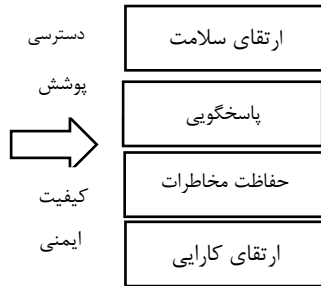 دسترسی
پوشش
کیفیت
ایمنی
ارتقای سلامت
پاسخگویی
حفاظت مخاطرات
ارتقای کارایی